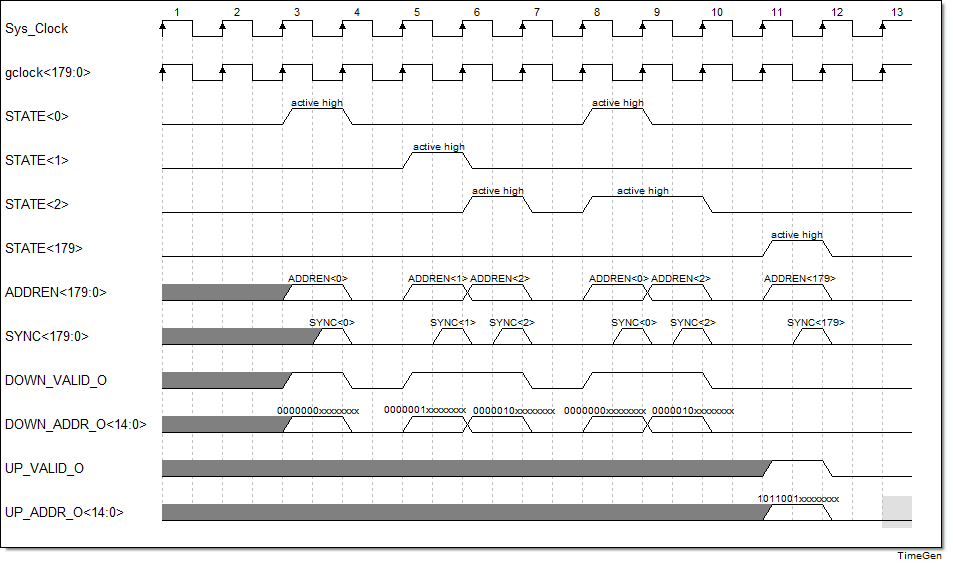 1 2 3 4 5 6 7 8 9 10 11 12 13
Sys_Clock
gclock<179:0>
active high active high
STATE<0>
active high
STATE<1>
active high active high
STATE<2>
active high
STATE<179>
ADDREN<0> ADDREN<1> ADDREN<2> ADDREN<0> ADDREN<2> ADDREN<179>
ADDREN<179:0>
SYNC<0> SYNC<1> SYNC<2> SYNC<0> SYNC<2> SYNC<179>
SYNC<179:0>
DOWN_VALID_O
0000000xxxxxxxx 0000001xxxxxxxx 0000010xxxxxxxx 0000000xxxxxxxx 0000010xxxxxxxx
DOWN_ADDR_O<14:0>
UP_VALID_O
1011001xxxxxxxx
UP_ADDR_O<14:0>
TimeGen